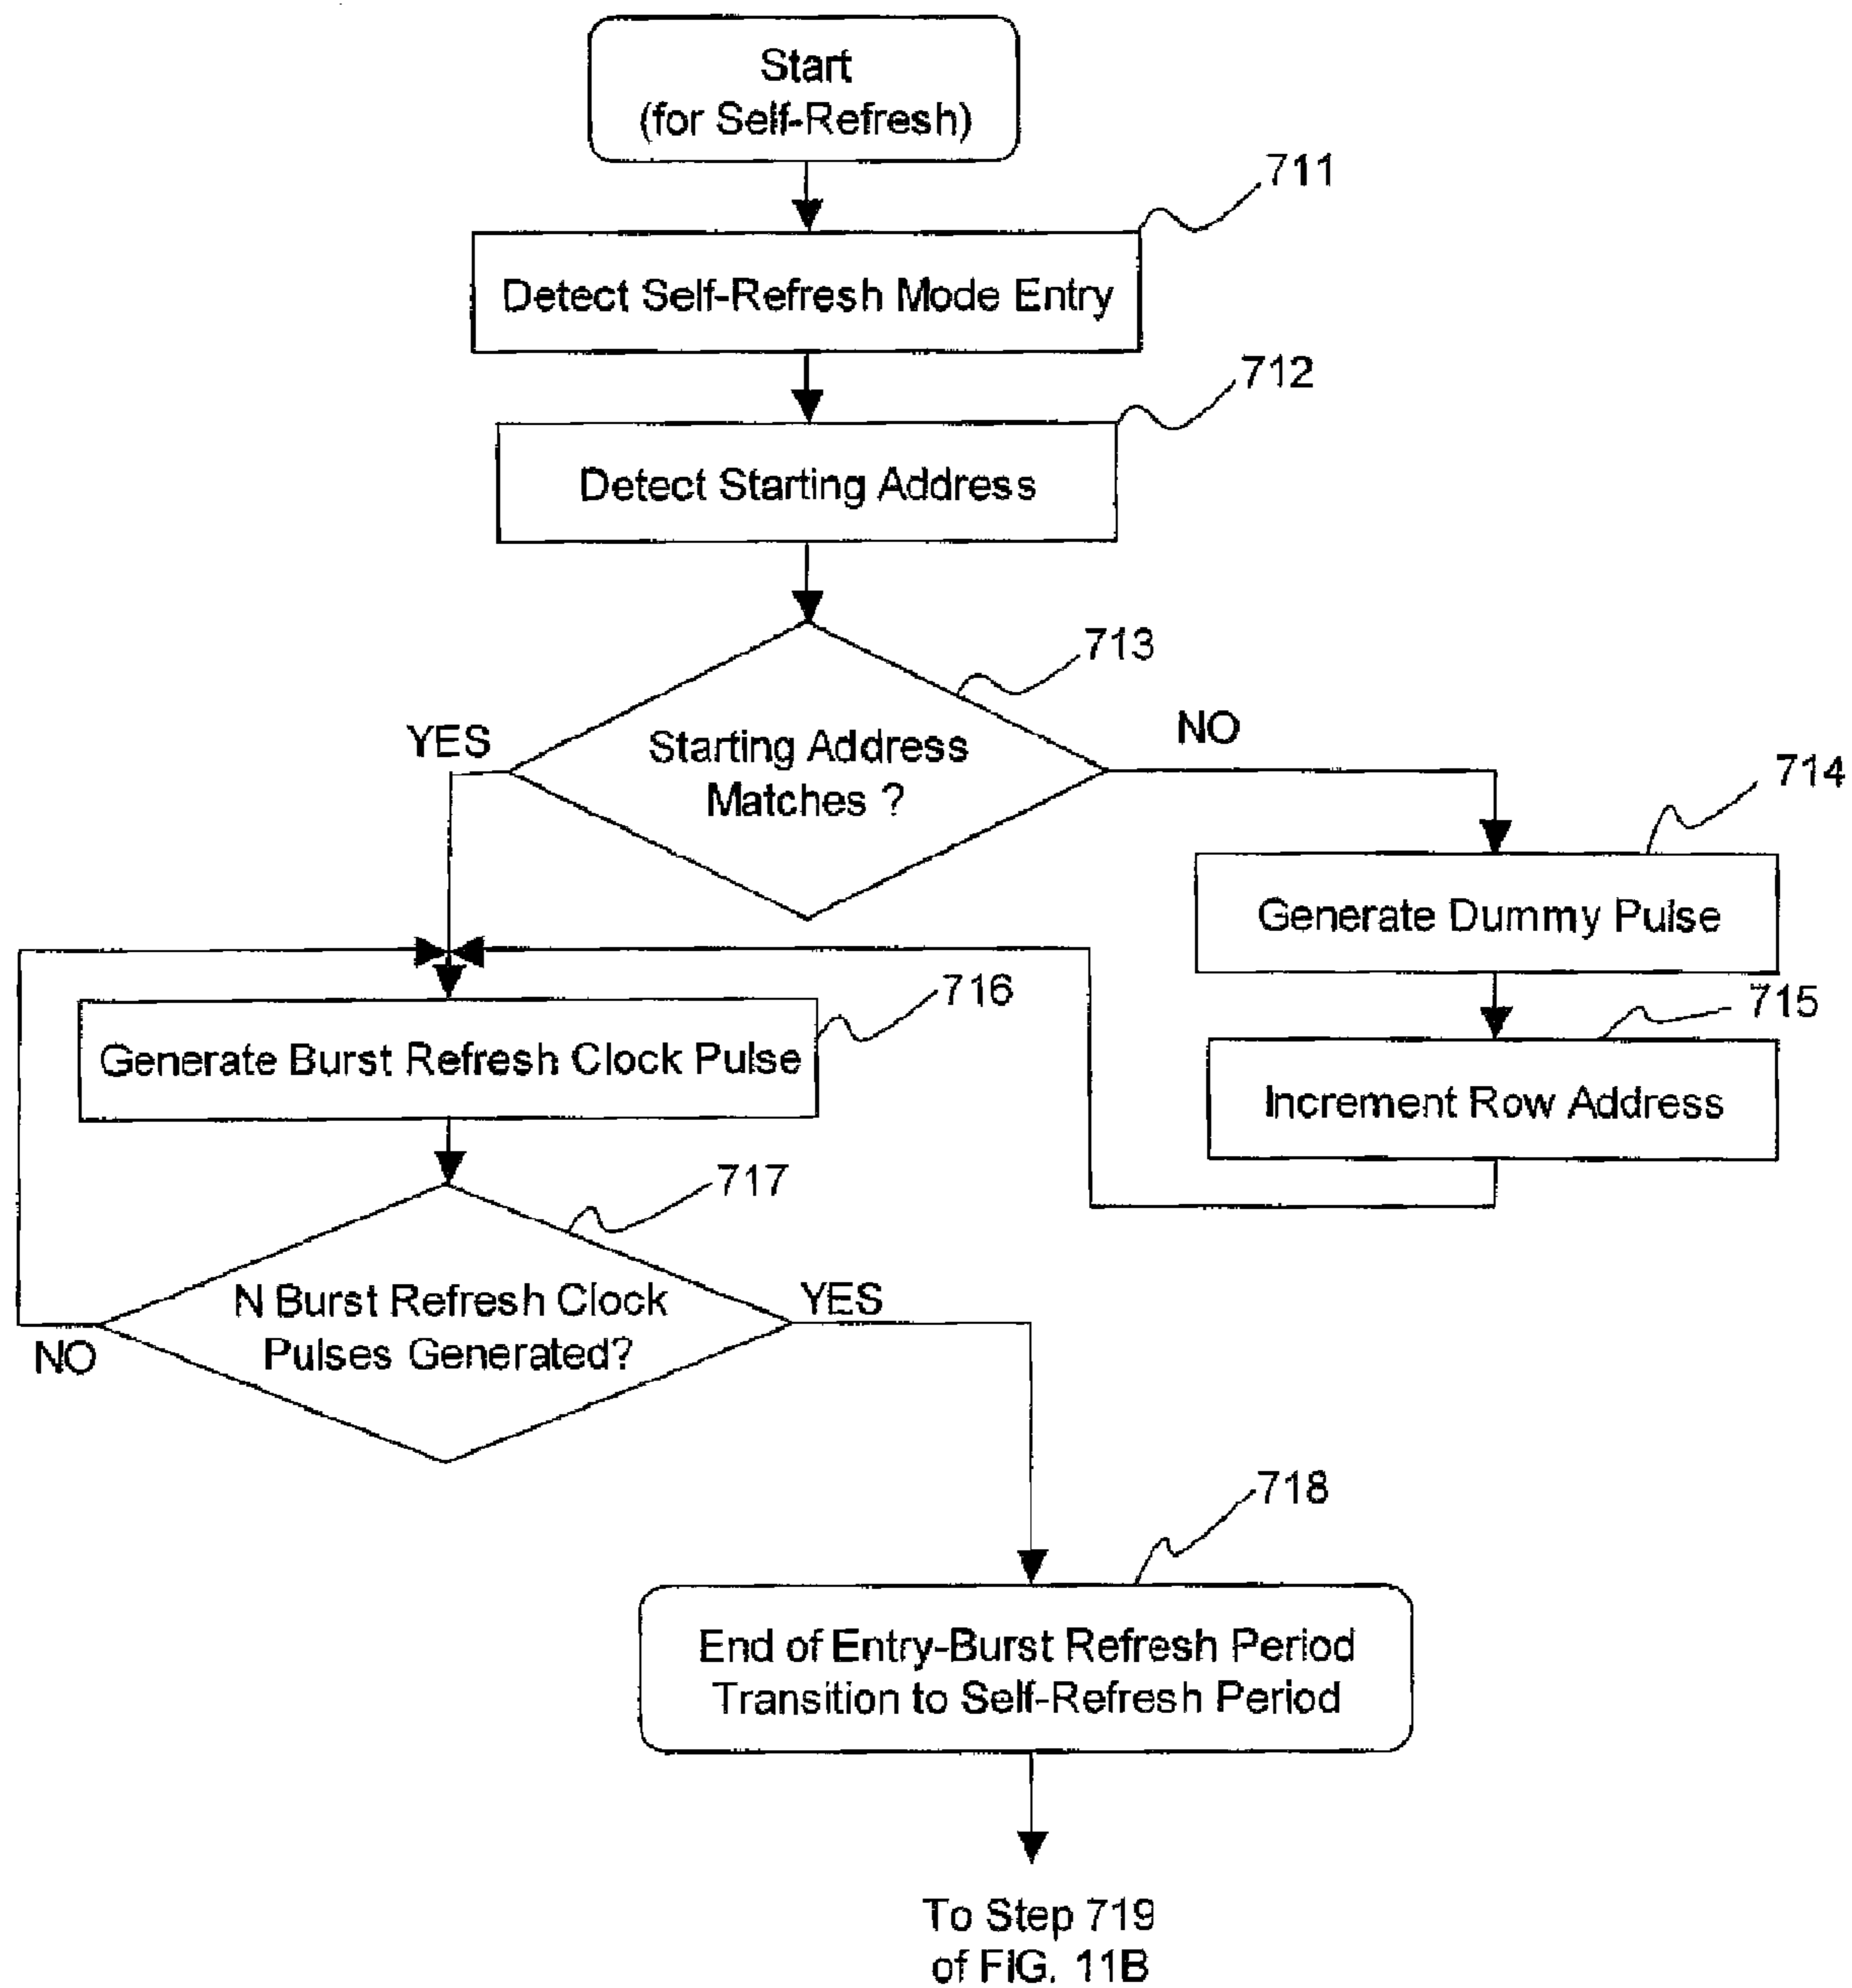 Start
(for Self-Refresh)
711
Detect Self-Refresh Mode Entry
712
Detect Starting Address
713
YES
Starting Address
Matches ?
NO
714
Generate Dummy Pulse
715
Increment Row Address
716
Generate Burst Refresh Clock Pulse
717
N Burst Refresh Clock
Pulses Generated?
YES
NO
718
End of Entry-Burst Refresh Period
Transition to Self-Refresh Period
To Step 719
of FIG. 11B